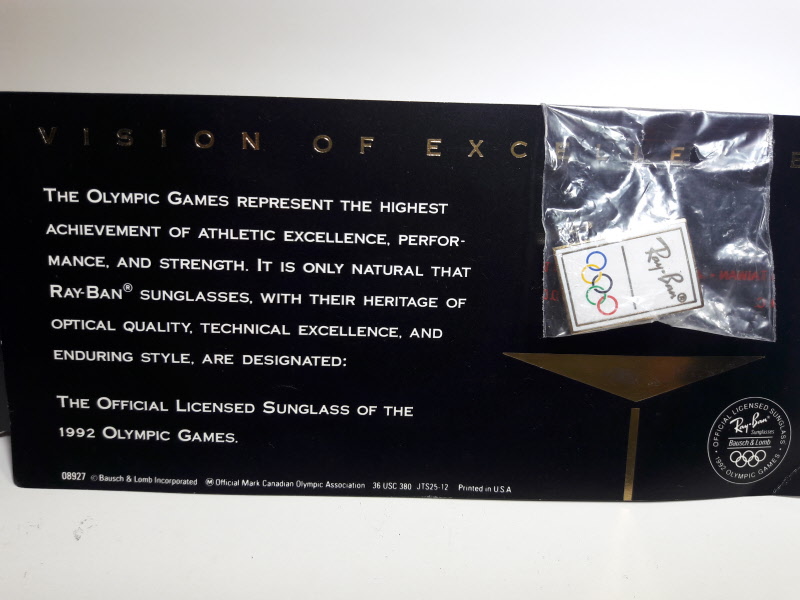 VISION OF EXCELLE E
THE OLYMPIC GAMES REPRESENT THE HIGHEST
ACHIEVEMENT OF ATHLETIC EXCELLENCE, PERFOR-
MANCE, AND STRENGTH. IT IS ONLY NATURAL THAT
RAY-BAN® SUNGLASSES, WITH THEIR HERITAGE OF
OPTICAL QUALITY, TECHNICAL EXCELLENCE, AND
ENDURING STYLE, ARE DESIGNATED:
THE OFFICIAL LICENSED SUNGLASS OF THE
1992 OLYMPIC GAMES.
08927 © Bausch & Lomb Incorporated Ⓜ Official Mark Canadian Olympic Association 36 USC 380 JTS25-12 Printed in U.S.A
Ray-Ban®
OFFICIAL LICENSED SUNGLASS
Ray-Ban
Sunglasses
Bausch & Lomb
1992 OLYMPIC GAMES